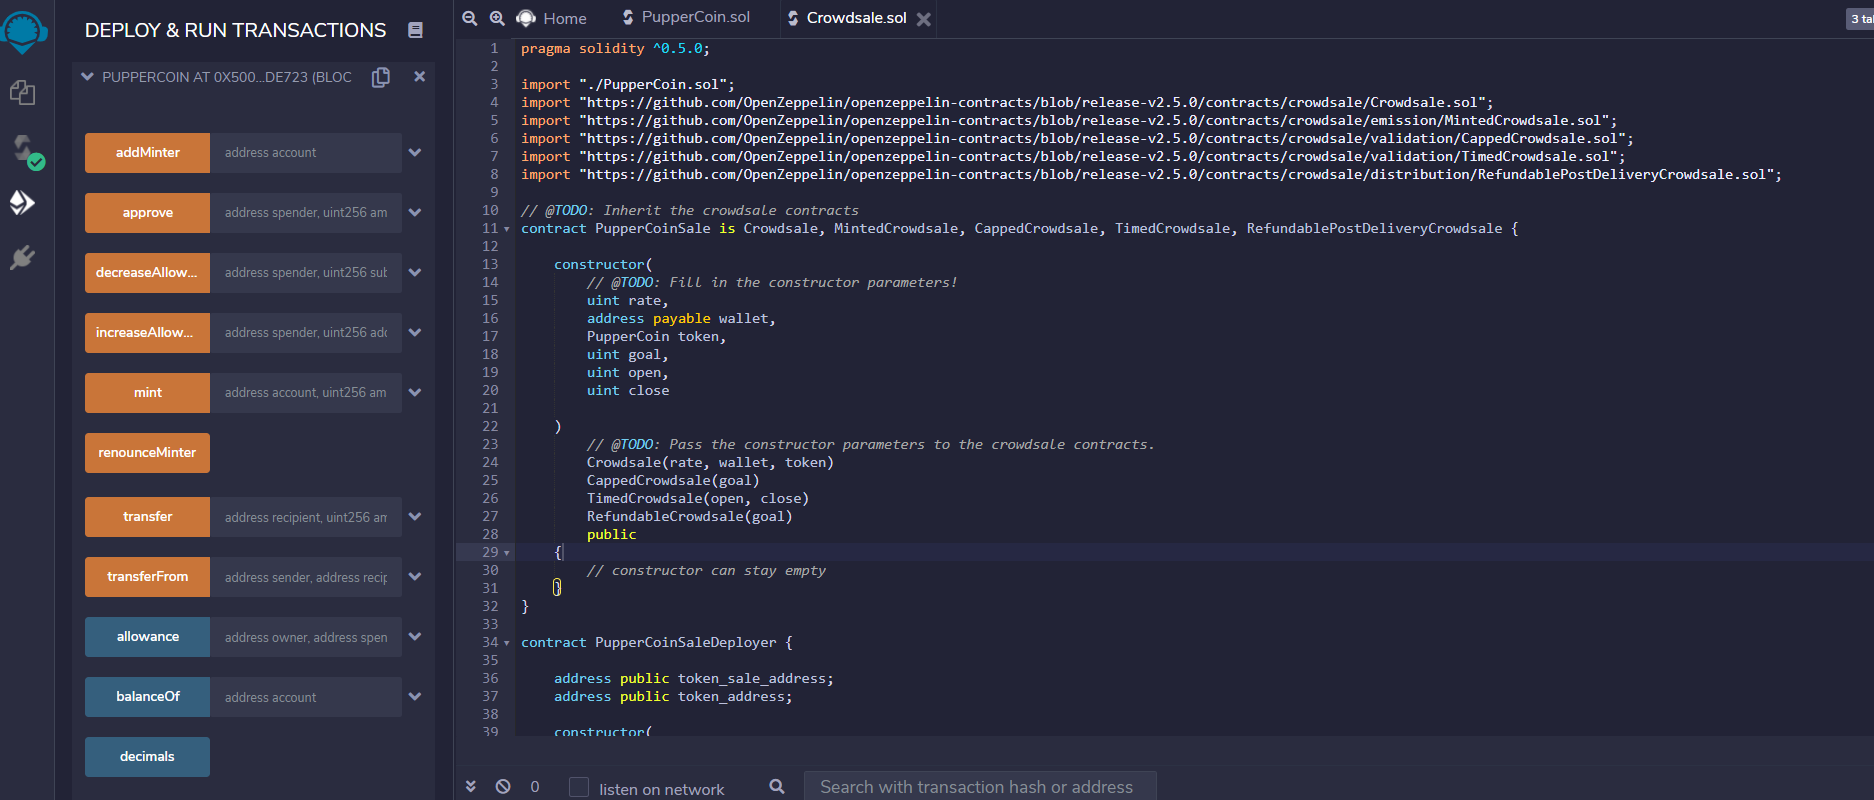 DEPLOY & RUN TRANSACTIONS
PUPPERCOIN AT 0X500...DE723 (BLOC
addMinter address account
approve address spender, uint256 am
decreaseAllow... address spender, uint256 sub
increaseAllow... address spender, uint256 adc
mint address account, uint256 am
renounceMinter
transfer address recipient, uint256 am
transferFrom address sender, address recip
allowance address owner, address spen
balanceOf address account
decimals
Home PupperCoin.sol Crowdsale.sol
3 tal
1 pragma solidity ^0.5.0;
2
3 import "./PupperCoin.sol";
4 import "https://github.com/OpenZeppelin/openzeppelin-contracts/blob/release-v2.5.0/contracts/crowdsale/Crowdsale.sol";
5 import "https://github.com/OpenZeppelin/openzeppelin-contracts/blob/release-v2.5.0/contracts/crowdsale/emission/MintedCrowdsale.sol";
6 import "https://github.com/OpenZeppelin/openzeppelin-contracts/blob/release-v2.5.0/contracts/crowdsale/validation/CappedCrowdsale.sol";
7 import "https://github.com/OpenZeppelin/openzeppelin-contracts/blob/release-v2.5.0/contracts/crowdsale/validation/TimedCrowdsale.sol";
8 import "https://github.com/OpenZeppelin/openzeppelin-contracts/blob/release-v2.5.0/contracts/crowdsale/distribution/RefundablePostDeliveryCrowdsale.sol";
9
10 // @TODO: Inherit the crowdsale contracts
11 contract PupperCoinSale is Crowdsale, MintedCrowdsale, CappedCrowdsale, TimedCrowdsale, RefundablePostDeliveryCrowdsale {
12
13 constructor(
14 // @TODO: Fill in the constructor parameters!
15 uint rate,
16 address payable wallet,
17 PupperCoin token,
18 uint goal,
19 uint open,
20 uint close
21
22 )
23 // @TODO: Pass the constructor parameters to the crowdsale contracts.
24 Crowdsale(rate, wallet, token)
25 CappedCrowdsale(goal)
26 TimedCrowdsale(open, close)
27 RefundableCrowdsale(goal)
28 public
29 {
30 // constructor can stay empty
31 }
32 }
33
34 contract PupperCoinSaleDeployer {
35
36 address public token_sale_address;
37 address public token_address;
38
39 constructor(
0 listen on network Search with transaction hash or address